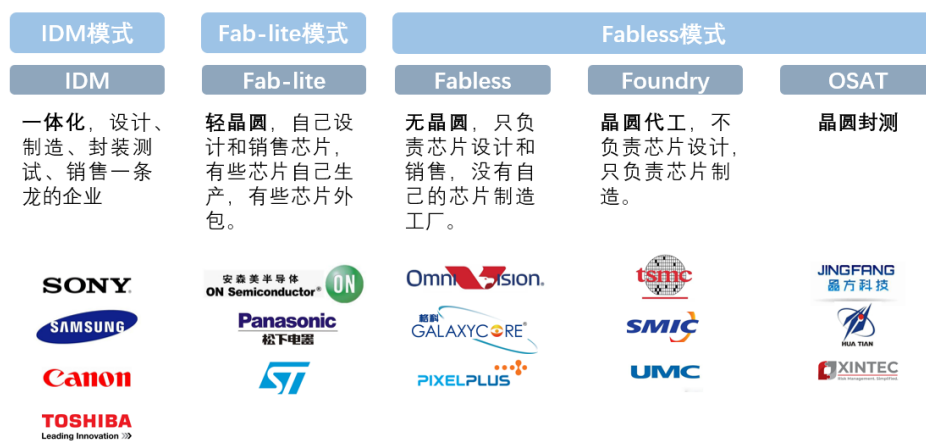 IDM模式
Fab-lite模式
Fabless模式
IDM
Fab-lite
Fabless
Foundry
OSAT
一体化，设计、
制造、封装测
试、销售一条
龙的企业
轻晶圆，自己设
计和销售芯片，
有些芯片自己生
产，有些芯片外
包。
无晶圆，只负
责芯片设计和
销售，没有自
己的芯片制造
工厂。
晶圆代工，不
负责芯片设计，
只负责芯片制
造。
晶圆封测
SONY
SAMSUNG
Canon
TOSHIBA
Leading Innovation >>>
安森美半导体
ON Semiconductor®
ON
Panasonic
松下电器
ST
OmniVision.
格科
GALAXYCORE®
PIXELPLUS
tsmc
SMIC
UMC
JINGFANG
晶方科技
HUA TIAN
XINTEC
Risk Management, Simplified.